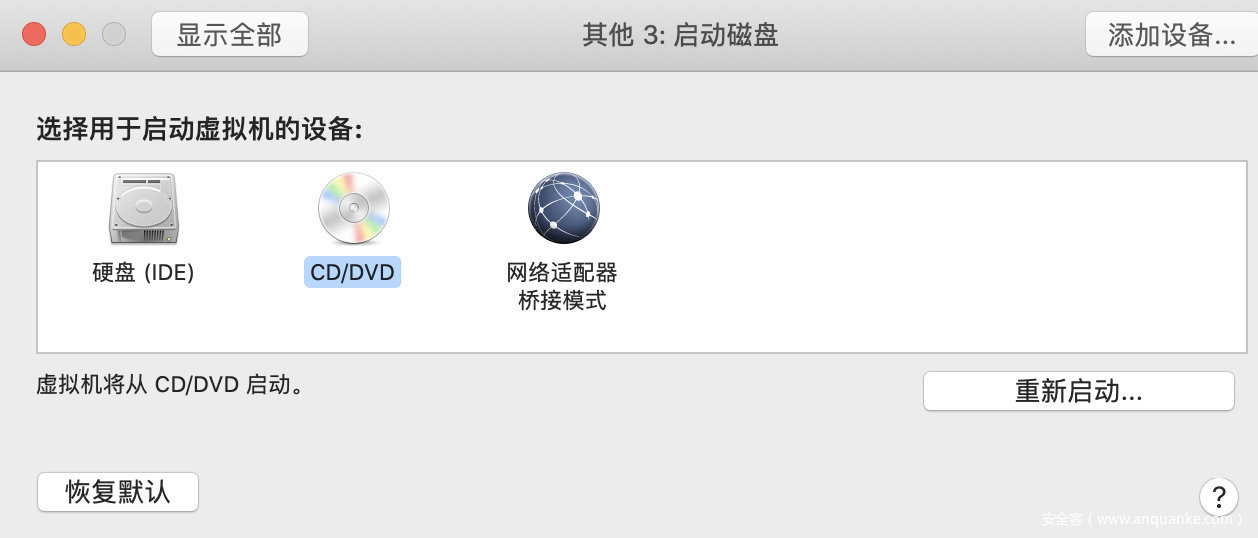 显示全部
其他 3: 启动磁盘
添加设备...
选择用于启动虚拟机的设备:
硬盘 (IDE)
CD/DVD
网络适配器
桥接模式
虚拟机将从 CD/DVD 启动。
重新启动...
恢复默认
?
安全客 ( www.anquanke.com )